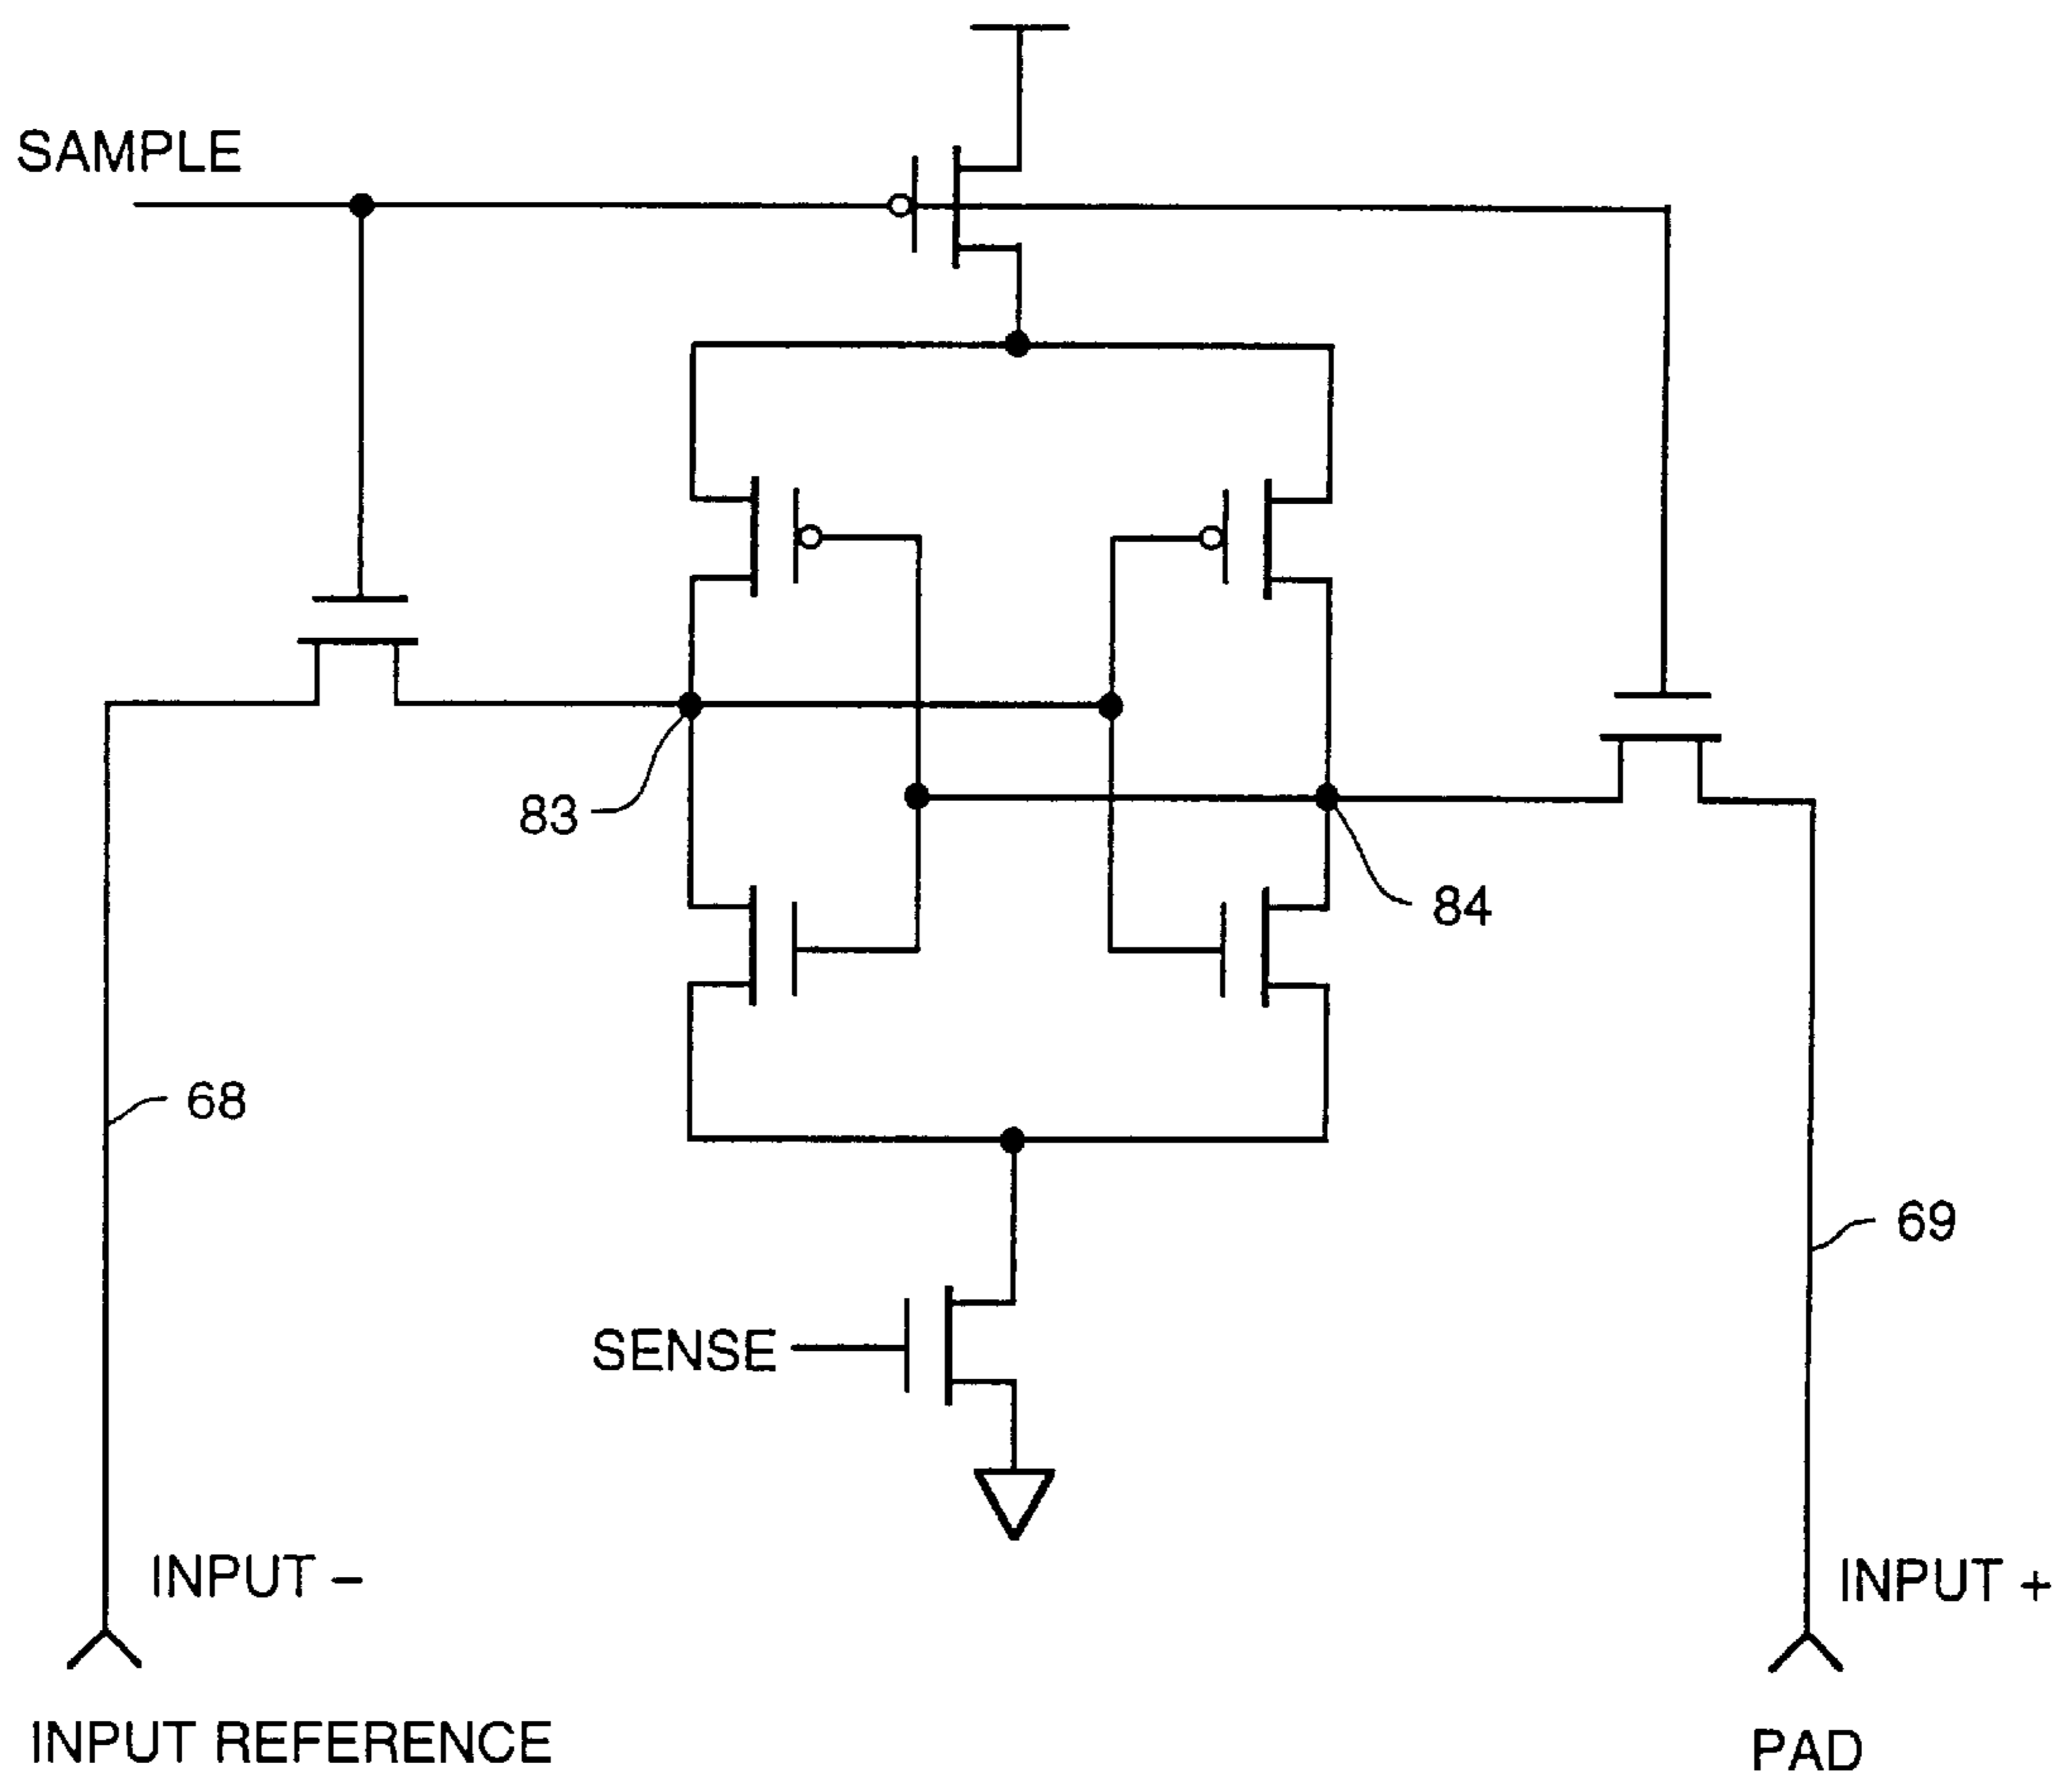 SAMPLE
83
84
68
69
SENSE
INPUT –
INPUT +
INPUT REFERENCE
PAD